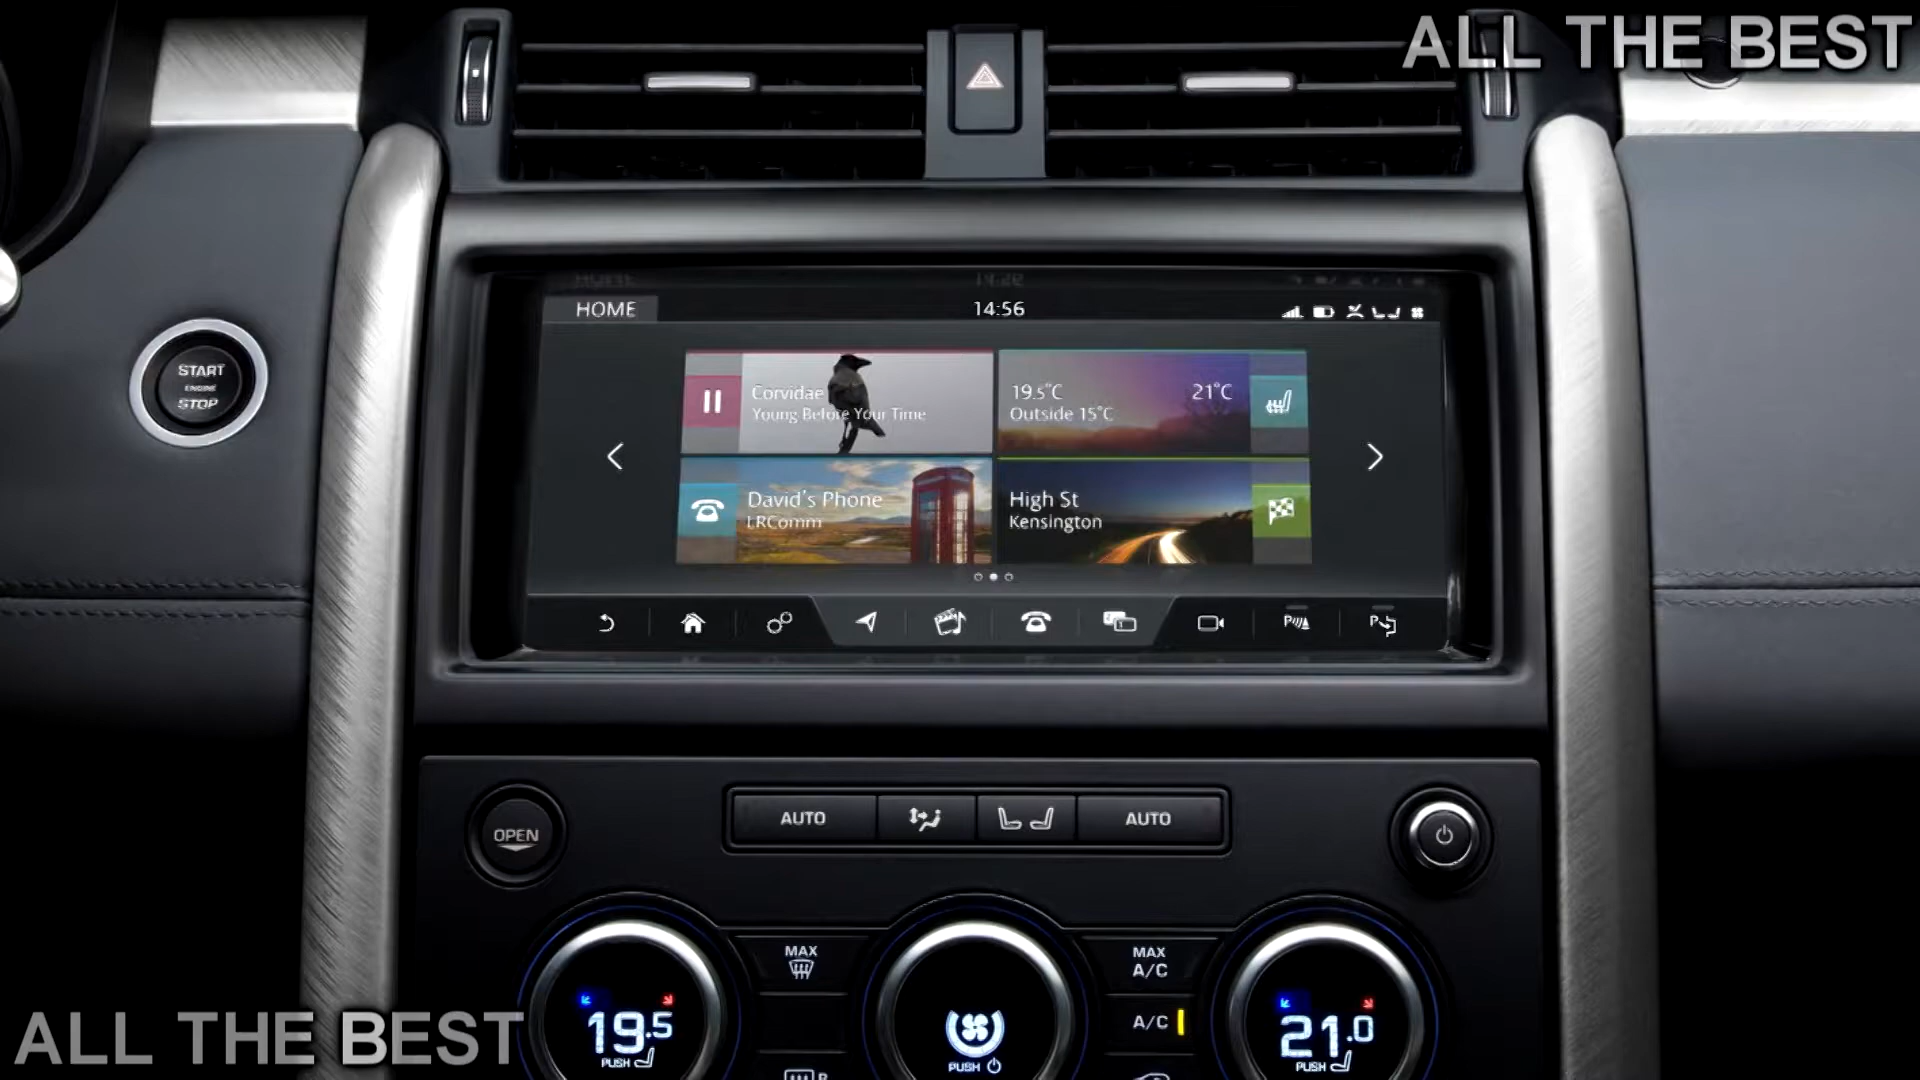 ALL THE BEST
HOME
14:56
START
ENGINE
STOP
Corvidae
Young Before Your Time
19.5°C
21°C
Outside 15°C
David's Phone
LRComm
High St
Kensington
OPEN
AUTO
AUTO
MAX
MAX
A/C
A/C
19.5
PUSH
PUSH
21.0
PUSH
ALL THE BEST